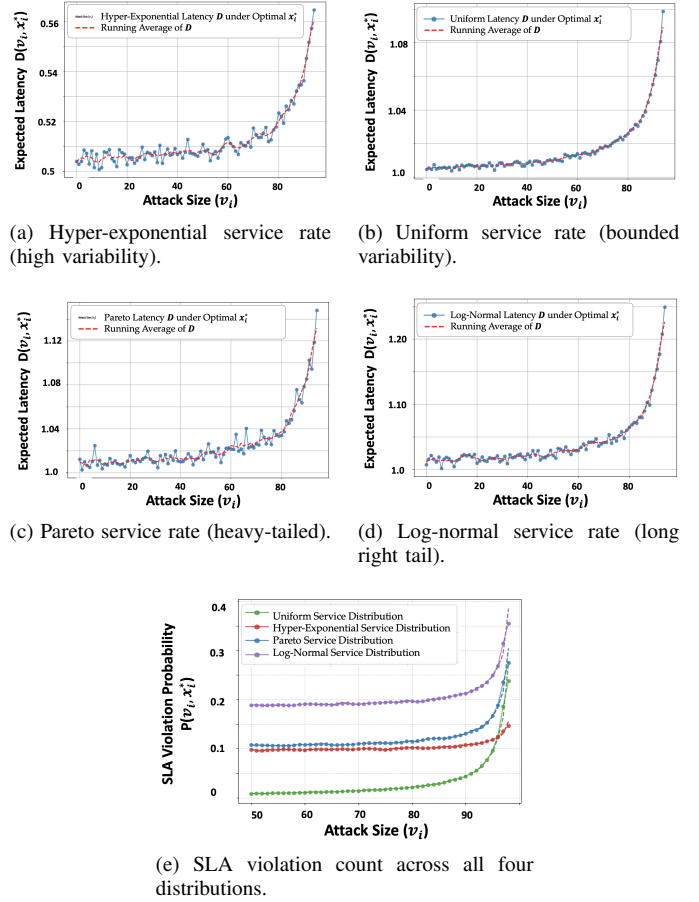 Hyper-Exponential Latency D under Optimal x*i
Running Average of D
Expected Latency D(vi, x*i)
0.56
0.54
0.52
0.5
0
20
40
60
80
Attack Size (vi)
(a) Hyper-exponential service rate
(high variability).
Uniform Latency D under Optimal x*i
Running Average of D
Expected Latency D(vi, x*i)
1.08
1.04
1.0
0
20
40
60
80
Attack Size (vi)
(b) Uniform service rate (bounded
variability).
Pareto Latency D under Optimal x*i
Running Average of D
Expected Latency D(vi, x*i)
1.12
1.08
1.04
1.0
0
20
40
60
80
Attack Size (vi)
(c) Pareto service rate (heavy-tailed).
Log-Normal Latency D under Optimal x*i
Running Average of D
Expected Latency D(vi, x*i)
1.20
1.10
1.0
0
20
40
60
80
Attack Size (vi)
(d) Log-normal service rate (long
right tail).
Uniform Service Distribution
Hyper-Exponential Service Distribution
Pareto Service Distribution
Log-Normal Service Distribution
SLA Violation Probability
P(vi, x*i)
0.4
0.3
0.2
0.1
0
50
60
70
80
90
Attack Size (vi)
(e) SLA violation count across all four
distributions.